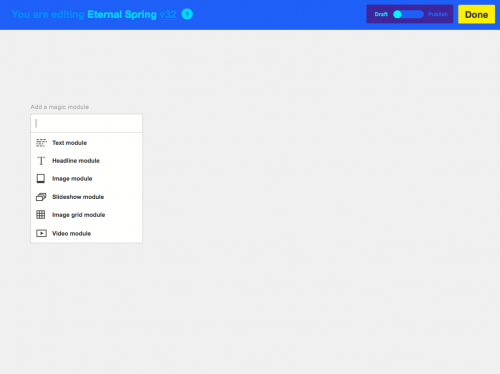 You are editing Eternal Spring v32
Draft
Publish
Done
Add a magic module
Text module
Headline module
Image module
Slideshow module
Image grid module
Video module